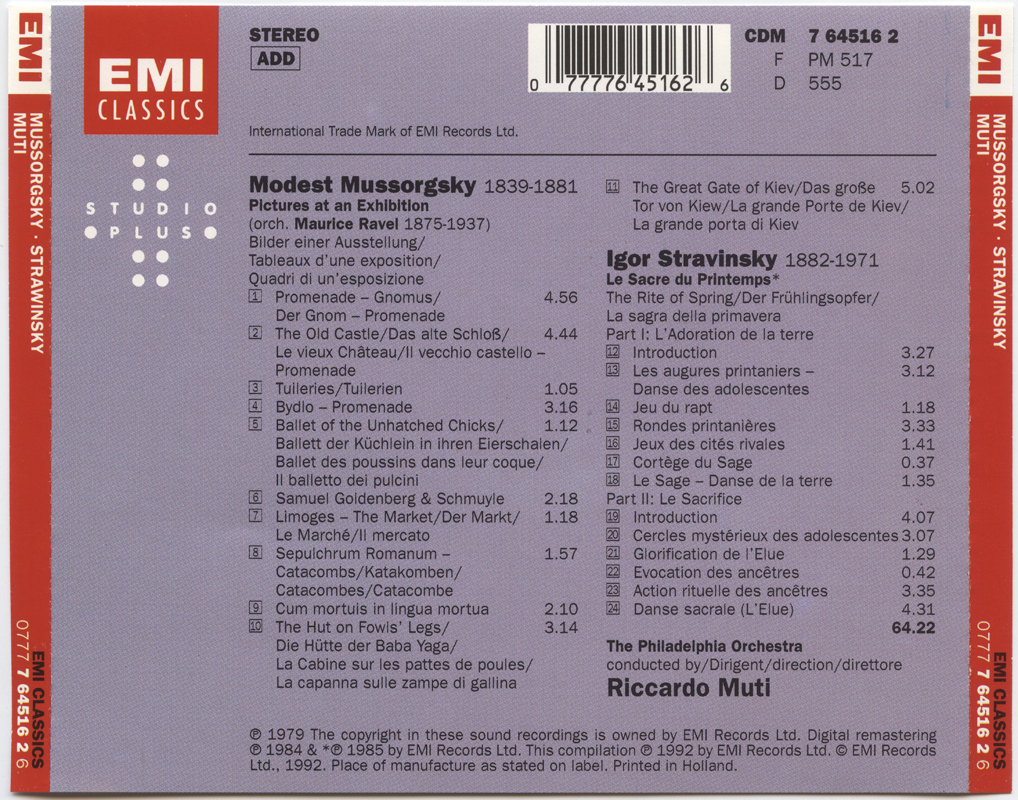 EMI
MUSSORGSKY · STRAWINSKY
MUTI
0777 7 64516 2 6
EMI CLASSICS
EMI
CLASSICS
STUDIO
PLUS
STEREO
ADD
0 77776 45162 6
CDM 7 64516 2
F PM 517
D 555
International Trade Mark of EMI Records Ltd.
Modest Mussorgsky 1839-1881
Pictures at an Exhibition
(orch. Maurice Ravel 1875-1937)
Bilder einer Ausstellung/
Tableaux d'une exposition/
Quadri di un'esposizione
1 Promenade – Gnomus/ 4.56
Der Gnom – Promenade
2 The Old Castle/Das alte Schloß/ 4.44
Le vieux Château/Il vecchio castello –
Promenade
3 Tuileries/Tuilerien 1.05
4 Bydlo – Promenade 3.16
5 Ballet of the Unhatched Chicks/ 1.12
Ballett der Küchlein in ihren Eierschalen/
Ballet des poussins dans leur coque/
Il balletto dei pulcini
6 Samuel Goldenberg & Schmuyle 2.18
7 Limoges – The Market/Der Markt/ 1.18
Le Marché/Il mercato
8 Sepulchrum Romanum – 1.57
Catacombs/Katakomben/
Catacombes/Catacombe
9 Cum mortuis in lingua mortua 2.10
10 The Hut on Fowls' Legs/ 3.14
Die Hütte der Baba Yaga/
La Cabine sur les pattes de poules/
La capanna sulle zampe di gallina
11 The Great Gate of Kiev/Das große 5.02
Tor von Kiew/La grande Porte de Kiev/
La grande porta di Kiev
Igor Stravinsky 1882-1971
Le Sacre du Printemps*
The Rite of Spring/Der Frühlingsopfer/
La sagra della primavera
Part I: L'Adoration de la terre
12 Introduction 3.27
13 Les augures printaniers – 3.12
Danse des adolescentes
14 Jeu du rapt 1.18
15 Rondes printanières 3.33
16 Jeux des cités rivales 1.41
17 Cortège du Sage 0.37
18 Le Sage – Danse de la terre 1.35
Part II: Le Sacrifice
19 Introduction 4.07
20 Cercles mystérieux des adolescentes 3.07
21 Glorification de l'Elue 1.29
22 Evocation des ancêtres 0.42
23 Action rituelle des ancêtres 3.35
24 Danse sacrale (L'Elue) 4.31
64.22
The Philadelphia Orchestra
conducted by/Dirigent/direction/direttore
Riccardo Muti
℗ 1979 The copyright in these sound recordings is owned by EMI Records Ltd. Digital remastering
℗ 1984 & *℗ 1985 by EMI Records Ltd. This compilation ℗ 1992 by EMI Records Ltd. © EMI Records
Ltd., 1992. Place of manufacture as stated on label. Printed in Holland.
EMI
MUSSORGSKY · STRAVINSKY
MUTI
0777 7 64516 2 6
EMI CLASSICS